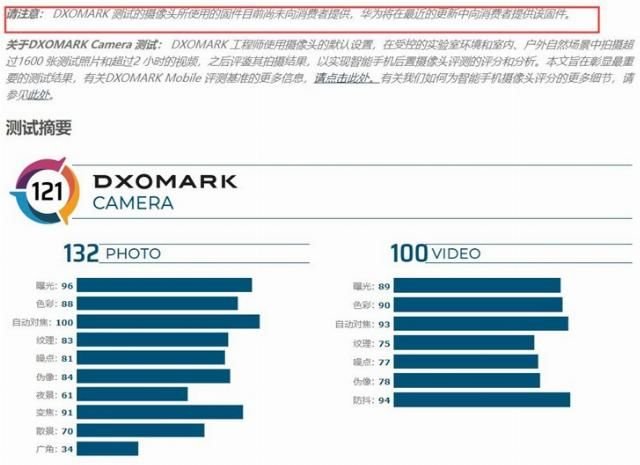 请注意： DXOMARK 测试的摄像头所使用的固件目前尚未向消费者提供，华为将在最近的更新中向消费者提供该固件。
关于DXOMARK Camera 测试： DXOMARK 工程师使用摄像头的默认设置，在受控的实验室环境和室内、户外自然场景中拍摄超
过1600 张测试照片和超过2 小时的视频，之后评鉴其拍摄结果，以实现智能手机后置摄像头评测的评分和分析。本文旨在彰显最重
要的测试结果，有关DXOMARK Mobile 评测基准的更多信息，请点击此处。有关我们如何为智能手机摄像头评分的更多细节，请
参见此处。
测试摘要
121 DXOMARK
CAMERA
132 PHOTO
曝光: 96
色彩: 88
自动对焦: 100
纹理: 83
噪点: 81
伪像: 84
夜景: 61
变焦: 91
散景: 70
广角: 34
100 VIDEO
曝光: 89
色彩: 90
自动对焦: 93
纹理: 75
噪点: 77
伪像: 78
防抖: 94